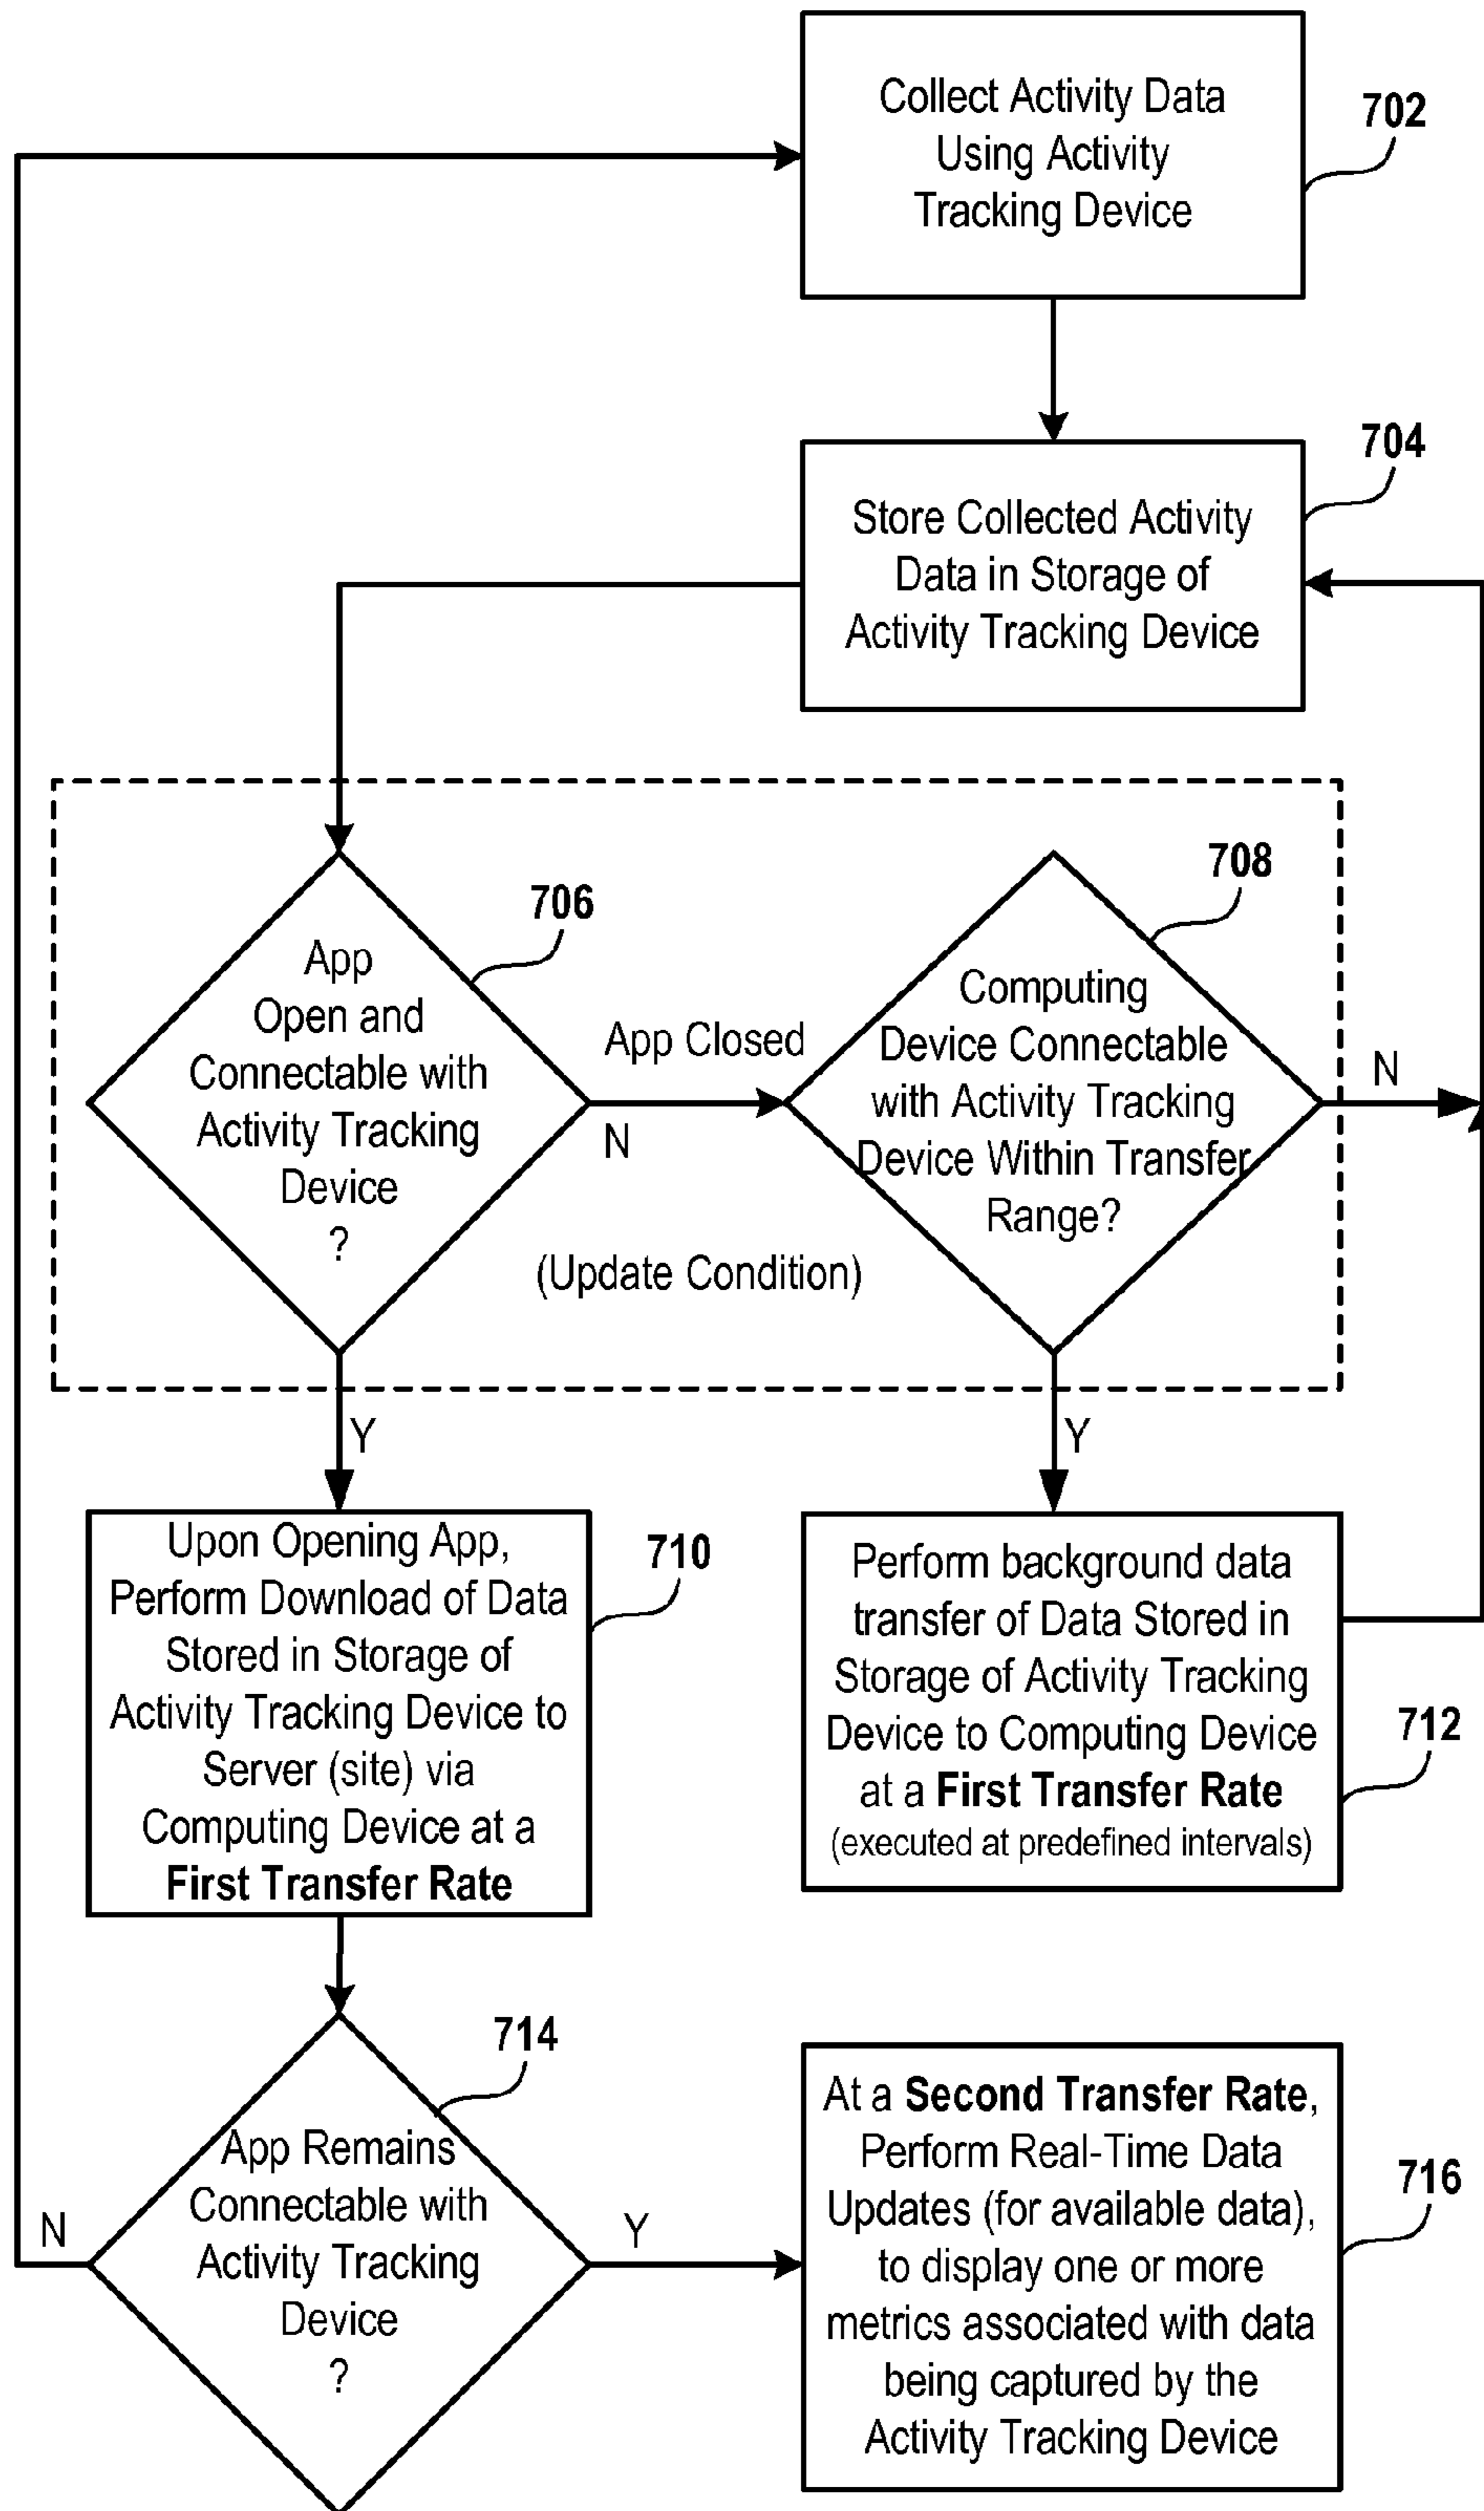 Collect Activity Data
Using Activity
Tracking Device
702
Store Collected Activity
Data in Storage of
Activity Tracking Device
704
App
Open and
Connectable with
Activity Tracking
Device
?
706
App Closed
N
(Update Condition)
Computing
Device Connectable
with Activity Tracking
Device Within Transfer
Range?
708
N
Y
Y
Upon Opening App,
Perform Download of Data
Stored in Storage of
Activity Tracking Device to
Server (site) via
Computing Device at a
First Transfer Rate
710
Perform background data
transfer of Data Stored in
Storage of Activity Tracking
Device to Computing Device
at a First Transfer Rate
(executed at predefined intervals)
712
App Remains
Connectable with
Activity Tracking
Device
?
714
N
Y
At a Second Transfer Rate,
Perform Real-Time Data
Updates (for available data),
to display one or more
metrics associated with data
being captured by the
Activity Tracking Device
716